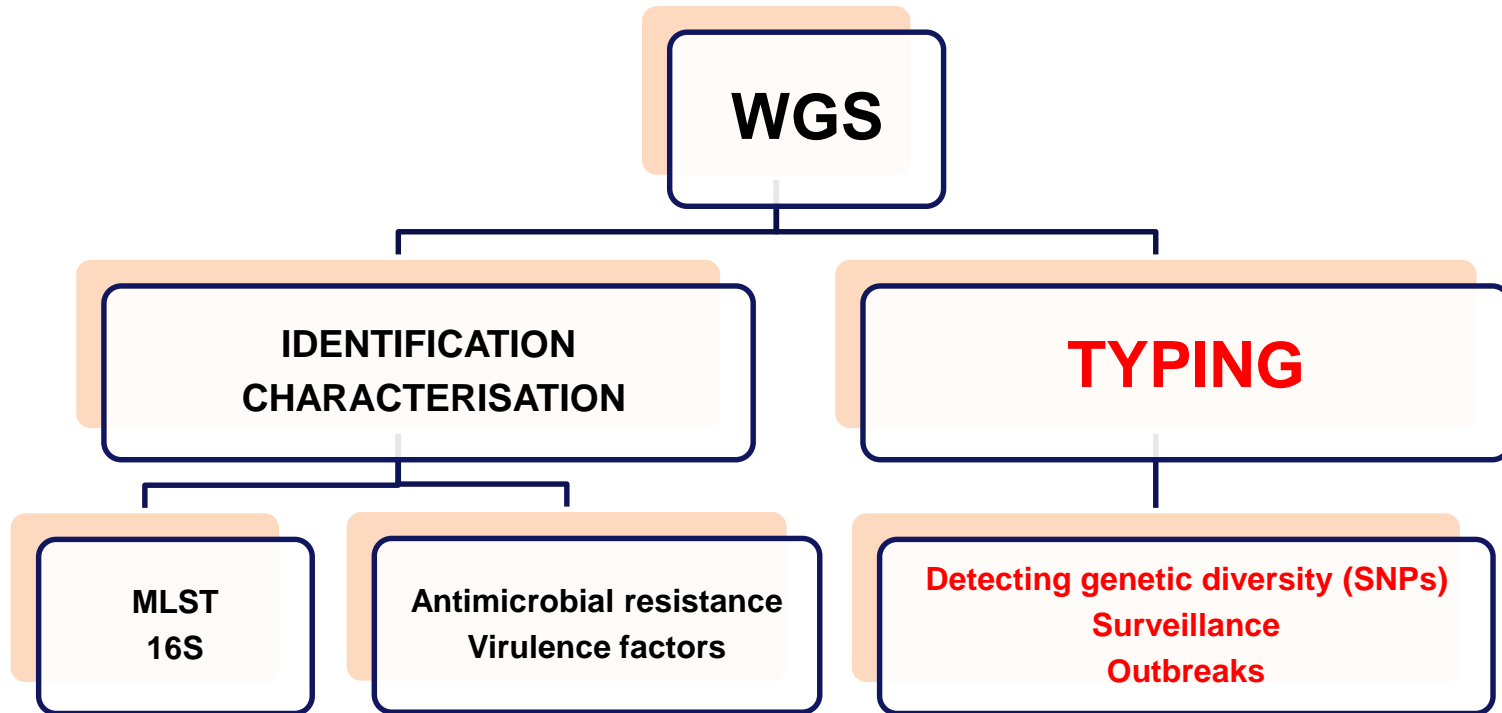 WGS
IDENTIFICATION
CHARACTERISATION
TYPING
MLST
16S
Antimicrobial resistance
Virulence factors
Detecting genetic diversity (SNPs)
Surveillance
Outbreaks